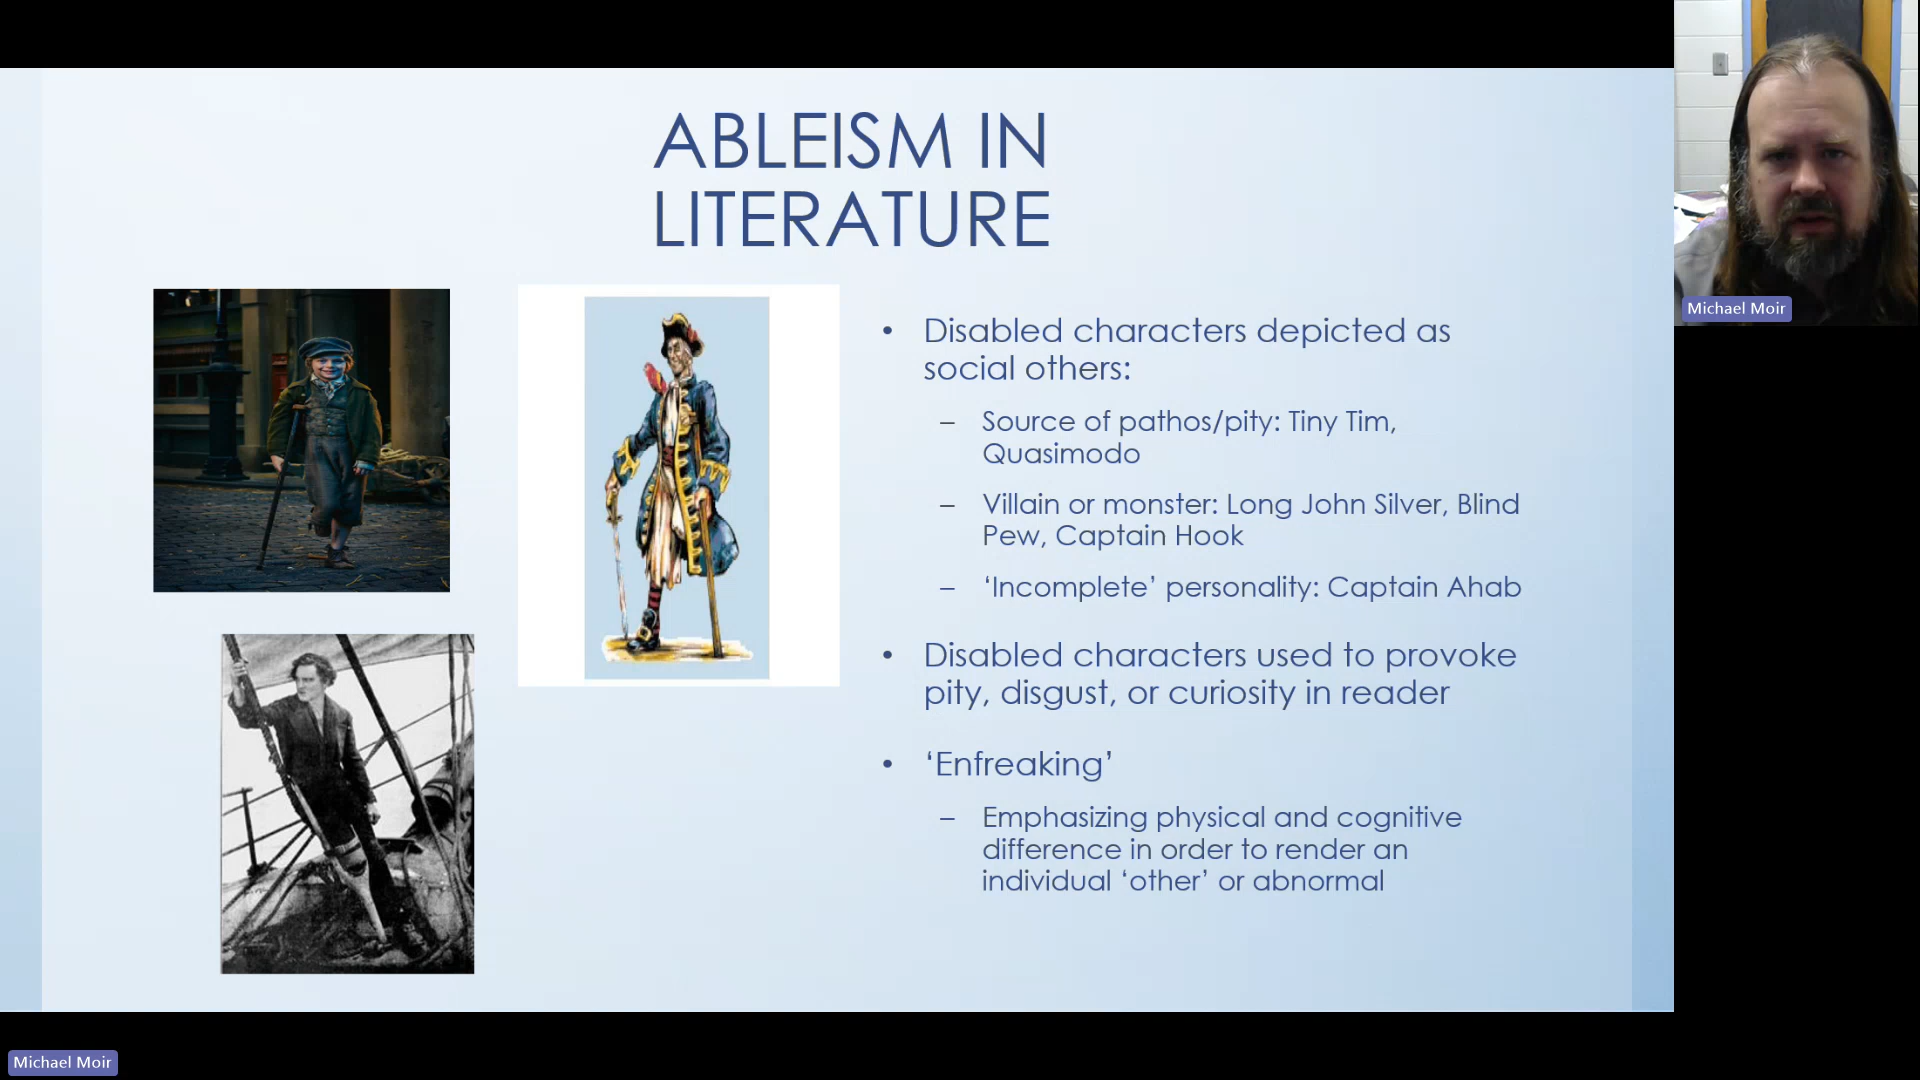 ABLEISM IN
LITERATURE
• Disabled characters depicted as
social others:
– Source of pathos/pity: Tiny Tim,
Quasimodo
– Villain or monster: Long John Silver, Blind
Pew, Captain Hook
– ‘Incomplete’ personality: Captain Ahab
• Disabled characters used to provoke
pity, disgust, or curiosity in reader
• ‘Enfreaking’
– Emphasizing physical and cognitive
difference in order to render an
individual ‘other’ or abnormal
Michael Moir
Michael Moir